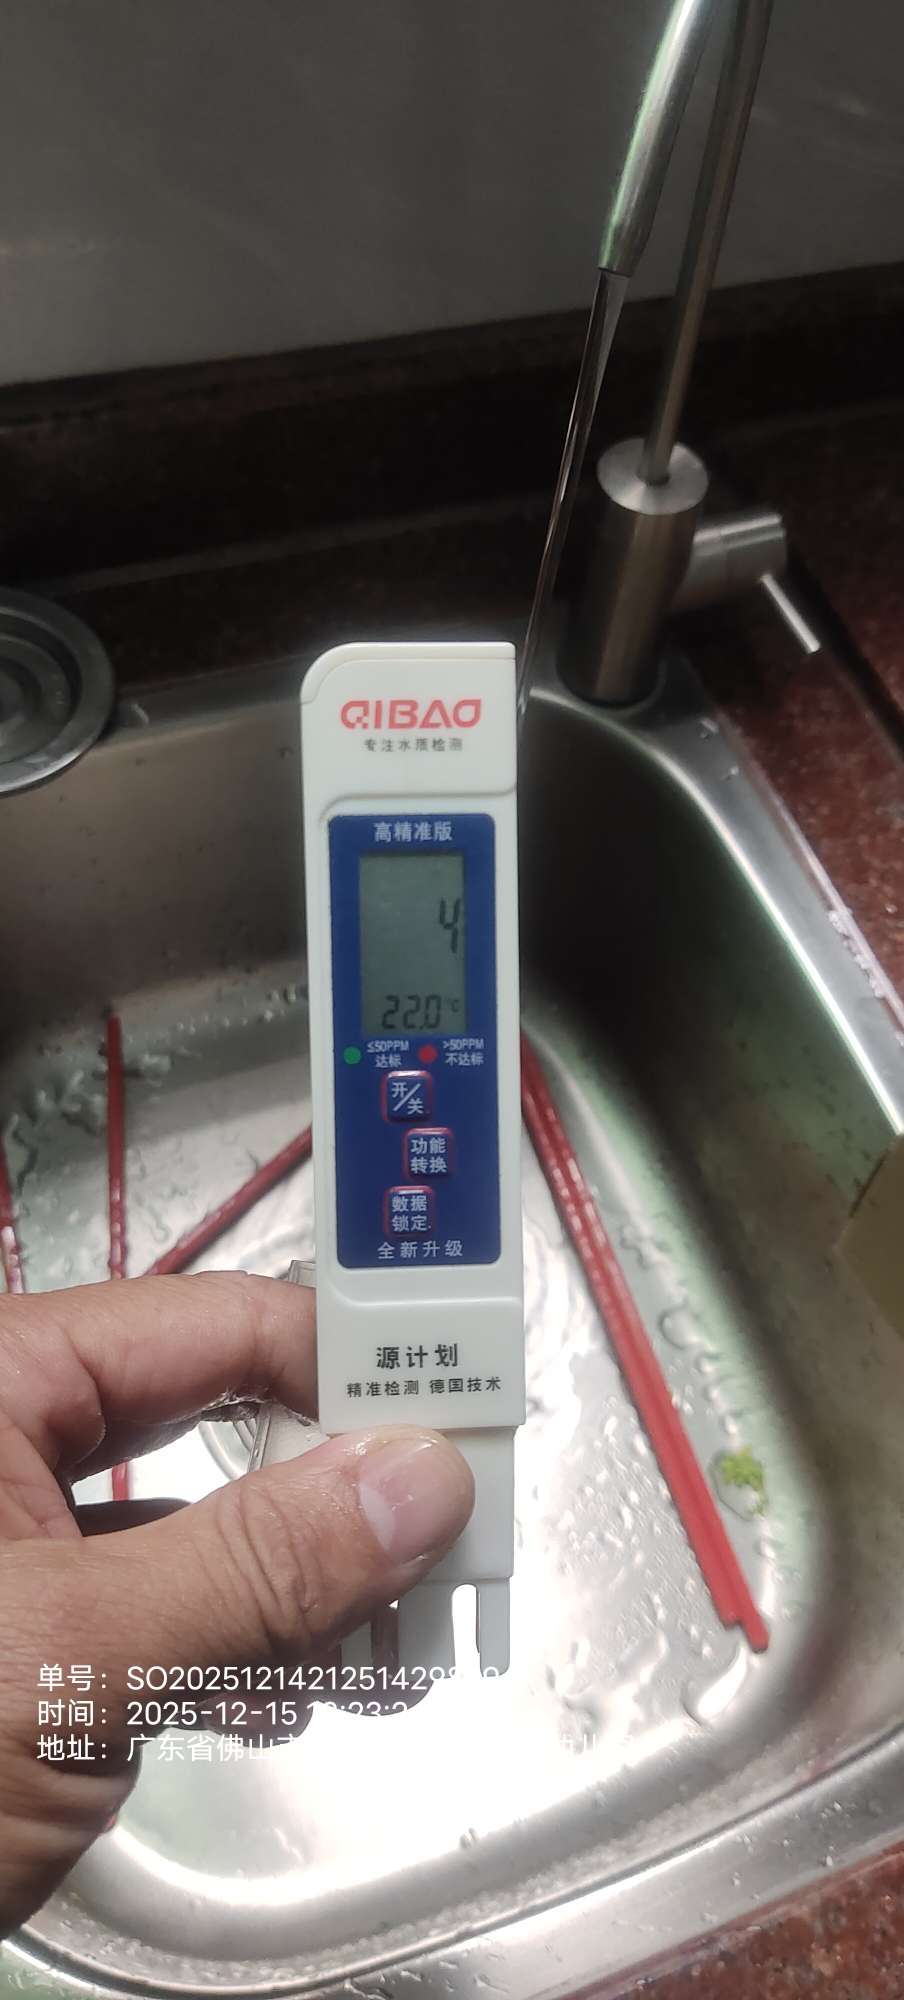 QIBAO
专注水质检测
高精准版
4
22.0 °C
≤50PPM >50PPM
达标 不达标
开/关
功能
转换
数据
锁定
全新升级
源计划
精准检测 德国技术
单号：
时间：2025-12-15
地址：广东省佛山